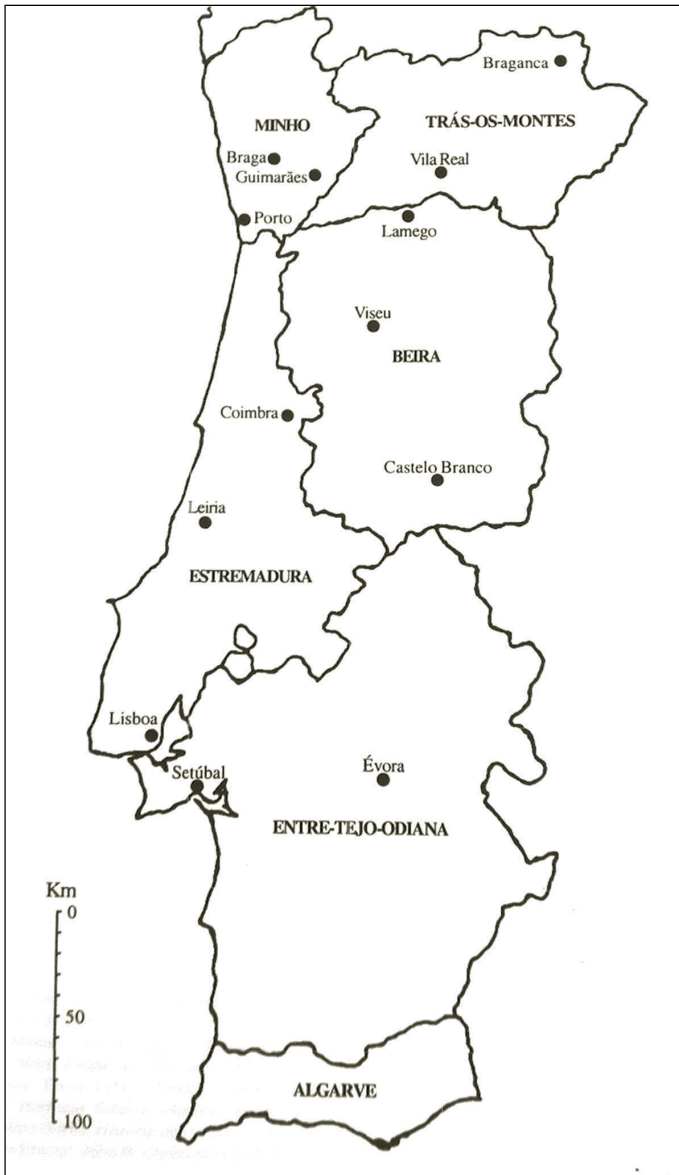 Braganca
MINHO
TRÁS-OS-MONTES
Braga
Vila Real
Guimarães
Porto
Lamego
Viseu
BEIRA
Coimbra
Castelo Branco
Leiria
ESTREMADURA
Lisboa
Setúbal
Évora
ENTRE-TEJO-ODIANA
Km
0
50
100
ALGARVE